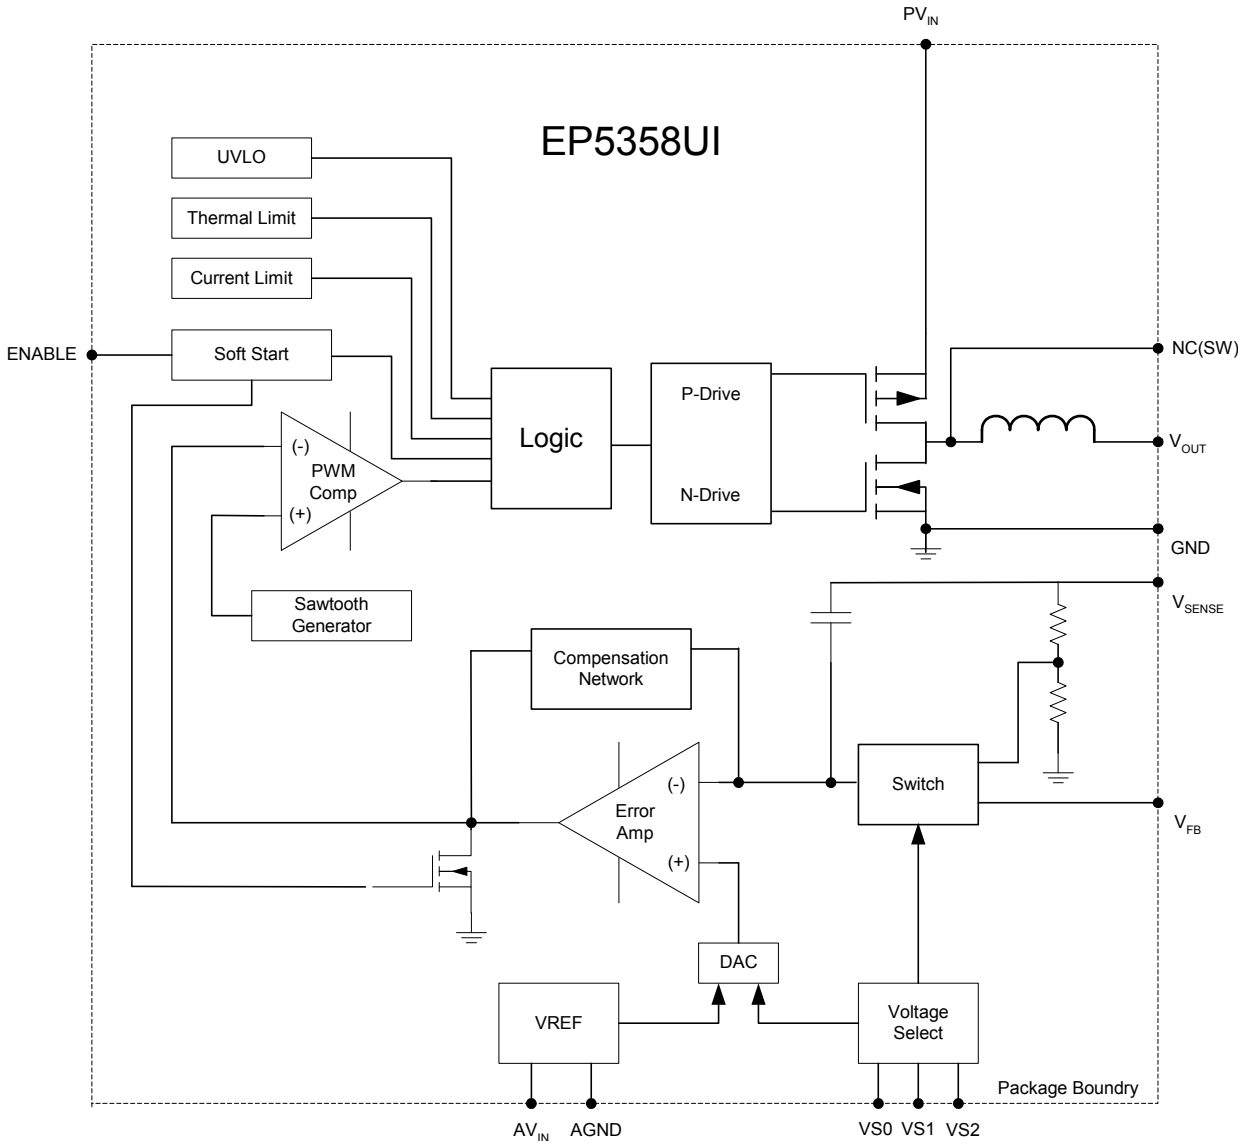 PVIN
EP5358UI
UVLO
Thermal Limit
Current Limit
ENABLE
Soft Start
NC(SW)
P-Drive
Logic
(-)
PWM
Comp
(+)
VOUT
N-Drive
GND
Sawtooth
Generator
VSENSE
Compensation
Network
(-)
Error
Amp
(+)
Switch
VFB
DAC
VREF
Voltage
Select
Package Boundry
AVIN
AGND
VS0
VS1
VS2